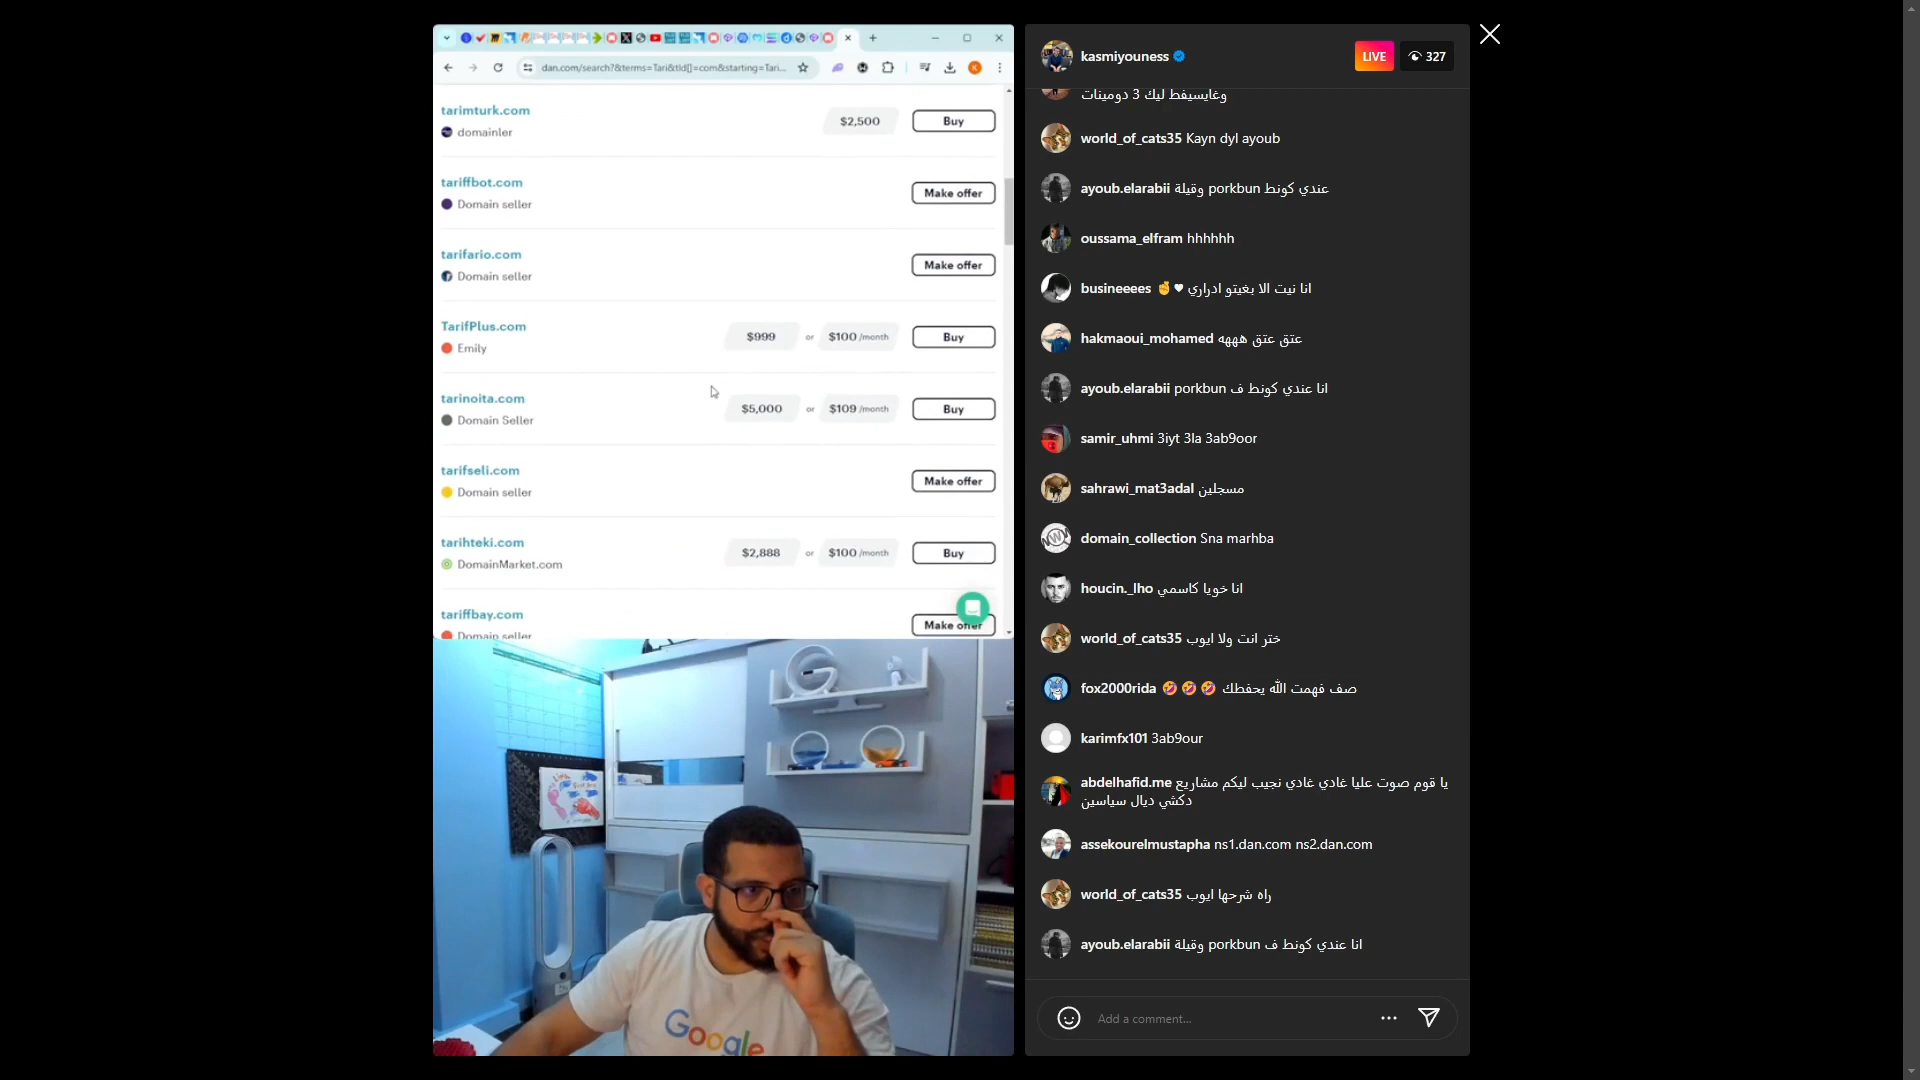 dan.com/search?&terms=Tari&tld[]=com&starting=Tari...
tarimturk.com
domainler
$2,500
Buy
tariffbot.com
Domain seller
Make offer
tarifario.com
Domain seller
Make offer
TarifPlus.com
Emily
$999 or $100 /month
Buy
tarinoita.com
Domain Seller
$5,000 or $109 /month
Buy
tarifseli.com
Domain seller
Make offer
tarihteki.com
DomainMarket.com
$2,888 or $100 /month
Buy
tariffbay.com
Domain seller
Make offer
Google
kasmiyouness
LIVE
327
وغايسيفط ليك 3 دومينات
world_of_cats35 Kayn dyl ayoub
ayoub.elarabii عندي كونط porkbun وقيلة
oussama_elfram hhhhhh
busineeees ✌️♥ انا نيت الا بغيتو ادراري
hakmaoui_mohamed عتق عتق هههه
ayoub.elarabii انا عندي كونط ف porkbun
samir_uhmi 3iyt 3la 3ab9oor
sahrawi_mat3adal مسجلين
domain_collection Sna marhba
houcin._lho انا خويا كاسمي
world_of_cats35 ختر انت ولا ايوب
fox2000rida 🤣🤣🤣 صف فهمت الله يحفطك
karimfx101 3ab9our
abdelhafid.me يا قوم صوت عليا غادي غادي نجيب ليكم مشاريع
دكشي ديال سياسين
assekourelmustapha ns1.dan.com ns2.dan.com
world_of_cats35 راه شرحها ايوب
ayoub.elarabii انا عندي كونط ف porkbun وقيلة
Add a comment...